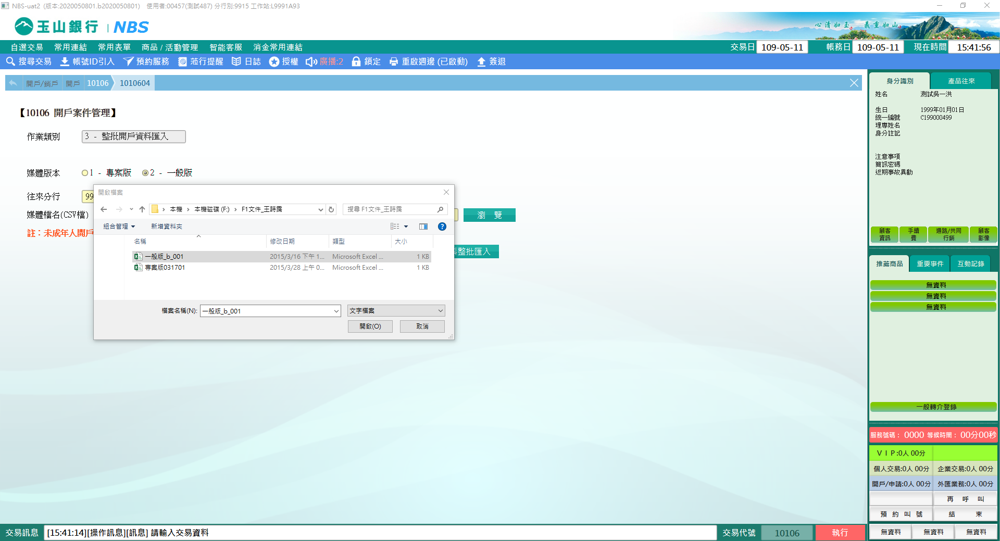 NBS-uat2 (版本:2020050801.b2020050801) 使用者:00457(測試487) 分行別:9915 工作站:L9991A93
玉山銀行 NBS
心清如玉 義重如山
自選交易 常用連結 常用表單 商品 / 活動管理 智能客服 消金常用連結 交易日 109-05-11 帳務日 109-05-11 現在時間 15:41:56
搜尋交易 帳號ID引入 預約服務 蒞行提醒 日誌 授權 廣播:2 鎖定 重啟週邊 (已啟動) 簽退
開戶/銷戶 開戶 10106 1010604
【10106 開戶案件管理】
作業類別 3 - 整批開戶資料匯入
媒體版本 1 - 專案版 2 - 一般版
往來分行 99
媒體檔名(CSV檔) 瀏 覽
註：未成年人開戶
整批匯入
開啟檔案
本機 本機磁碟 (F:) F1文件_王詩霈 搜尋 F1文件_王詩霈
組合管理 新增資料夾
名稱 修改日期 類型 大小
一般版_b_001 2015/3/16 下午 1... Microsoft Excel ... 1 KB
專案版031701 2015/3/28 上午 0... Microsoft Excel ... 1 KB
檔案名稱(N): 一般版_b_001 文字檔案
開啟(O) 取消
身分識別 產品往來
姓名 測試吳一洪
生日 1999年01月01日
統一編號 C199000499
理專姓名
身分註記
注意事項
簡訊密碼
近期事故異動
顧客資訊 手續費 通路/共同行銷 顧客影像
推薦商品 重要事件 互動記錄
無資料
無資料
無資料
一般轉介登錄
服務號碼： 0000 等候時間： 00分00秒
ＶＩＰ:0人 00分
個人交易:0人 00分 企業交易:0人 00分
開戶/申請:0人 00分 外匯業務:0人 00分
再 呼 叫
預 約 叫 號 結 束
無資料 無資料 無資料
交易訊息 [15:41:14][操作訊息][訊息] 請輸入交易資料 交易代號 10106 執行